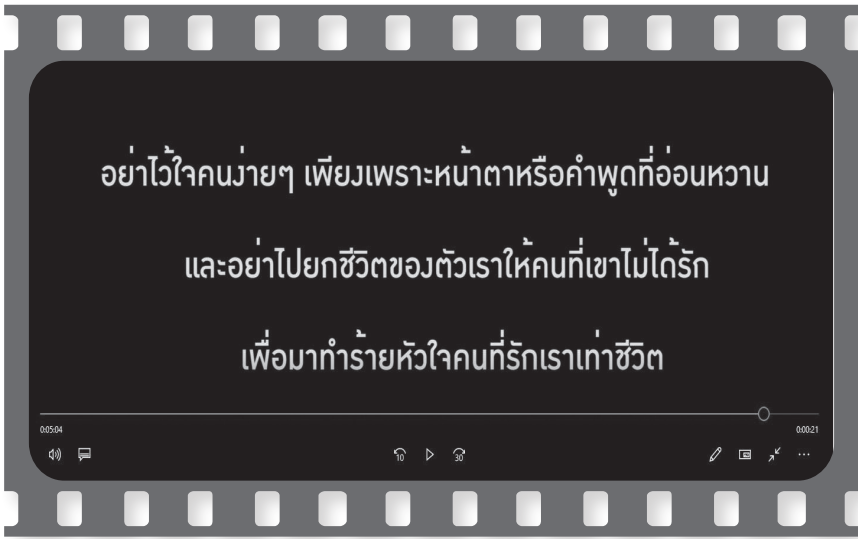 อย่าไว้ใจคนง่ายๆ เพียงเพราะหน้าตาหรือคำพูดที่อ่อนหวาน
และอย่าไปยกชีวิตของตัวเราให้คนที่เขาไม่ได้รัก
เพื่อมาทำร้ายหัวใจคนที่รักเราเท่าชีวิต
0:05:04 0:00:21
10 30